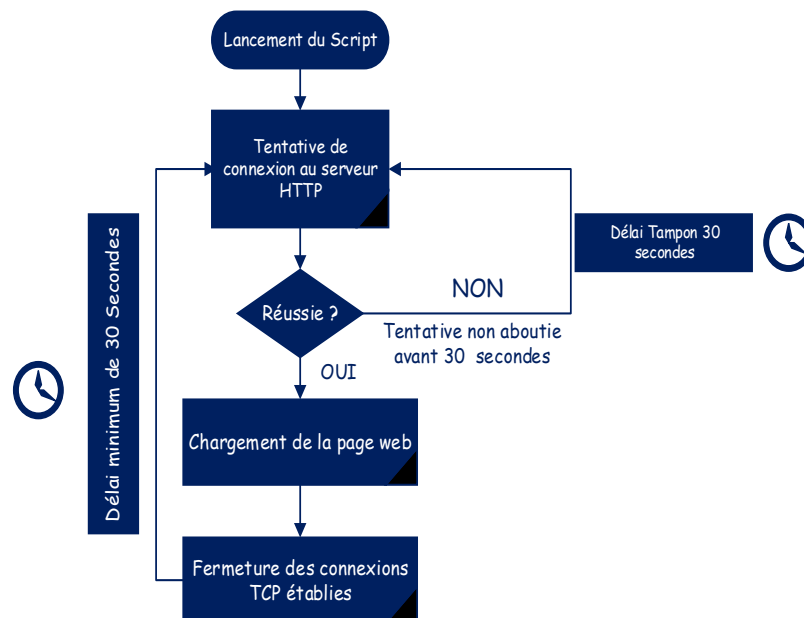 Lancement du Script
Tentative de
connexion au serveur
HTTP
Délai Tampon 30
secondes
Délai minimum de 30 Secondes
Réussie ?
NON
Tentative non aboutie
avant 30 secondes
OUI
Chargement de la page web
Fermeture des connexions
TCP établies